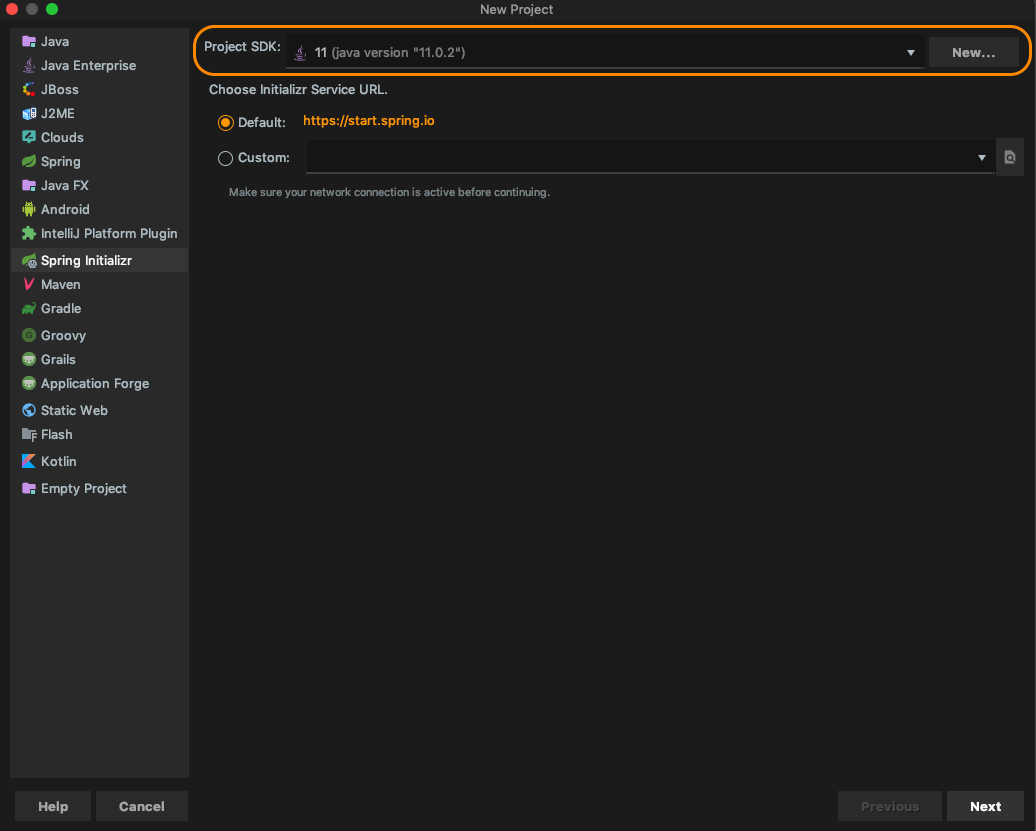 New Project
Java
Java Enterprise
JBoss
J2ME
Clouds
Spring
Java FX
Android
IntelliJ Platform Plugin
Spring Initializr
Maven
Gradle
Groovy
Grails
Application Forge
Static Web
Flash
Kotlin
Empty Project
Project SDK: 11 (java version "11.0.2") New...
Choose Initializr Service URL.
Default: https://start.spring.io
Custom:
Make sure your network connection is active before continuing.
Help Cancel Previous Next